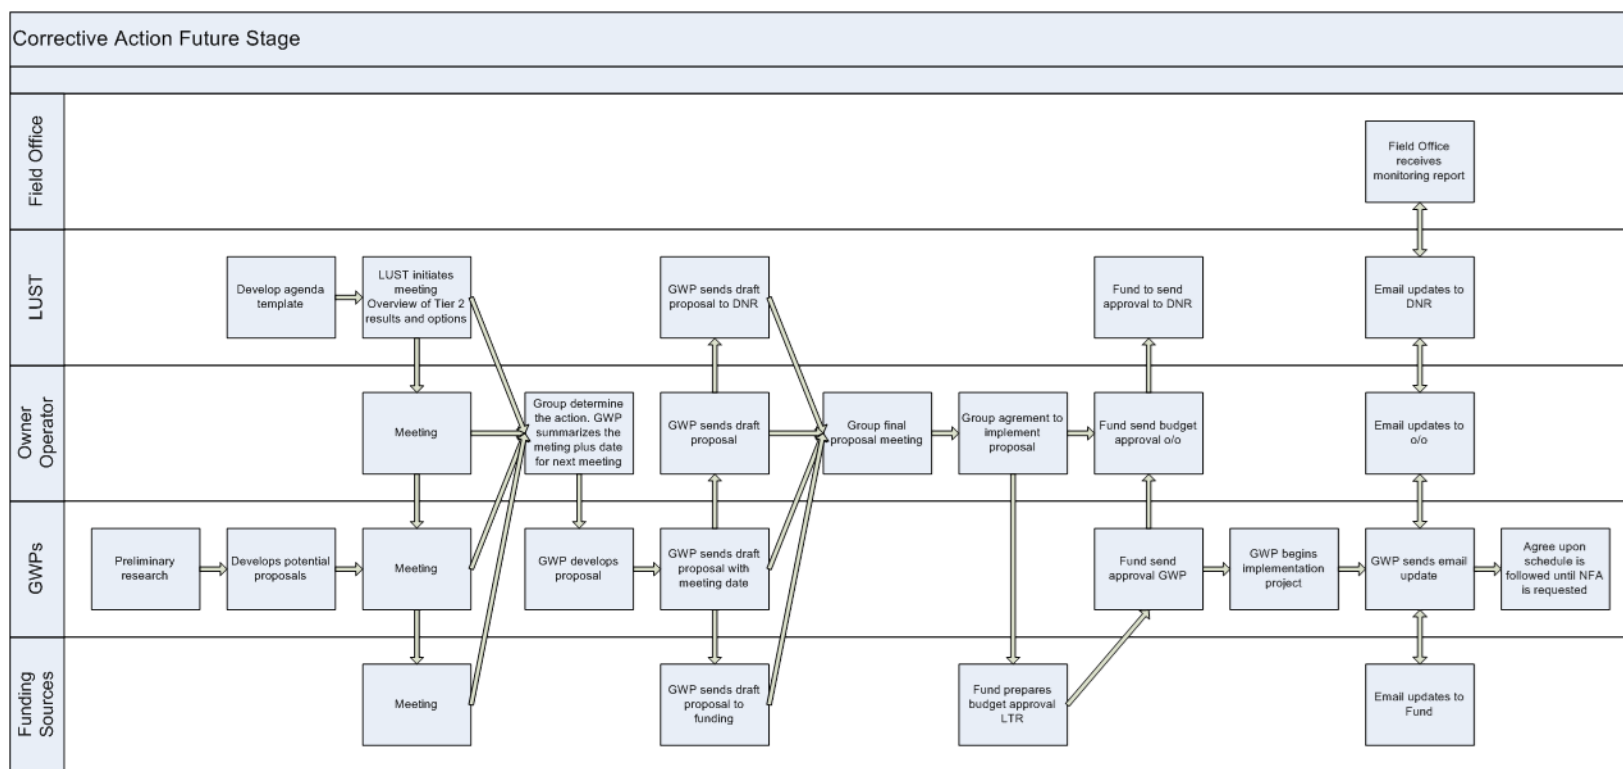 Corrective Action Future Stage
Field Office
Field Office
receives
monitoring report
LUST
Develop agenda
template
LUST initiates
meeting
Overview of Tier 2
results and options
GWP sends draft
proposal to DNR
Fund to send
approval to DNR
Email updates to
DNR
Owner
Operator
Meeting
Group determine
the action. GWP
summarizes the
meting plus date
for next meeting
GWP sends draft
proposal
Group final
proposal meeting
Group agrement to
implement
proposal
Fund send budget
approval o/o
Email updates to
o/o
GWPs
Preliminary
research
Develops potential
proposals
Meeting
GWP develops
proposal
GWP sends draft
proposal with
meeting date
Fund send
approval GWP
GWP begins
implementation
project
GWP sends email
update
Agree upon
schedule is
followed until NFA
is requested
Funding
Sources
Meeting
GWP sends draft
proposal to
funding
Fund prepares
budget approval
LTR
Email updates to
Fund